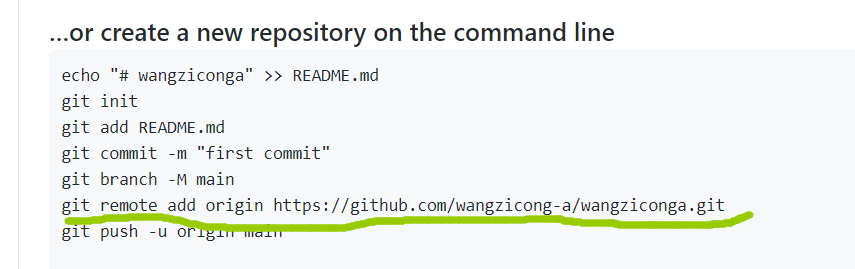 ...or create a new repository on the command line
echo "# wangziconga" >> README.md
git init
git add README.md
git commit -m "first commit"
git branch -M main
git remote add origin https://github.com/wangzicong-a/wangziconga.git
git push -u origin main